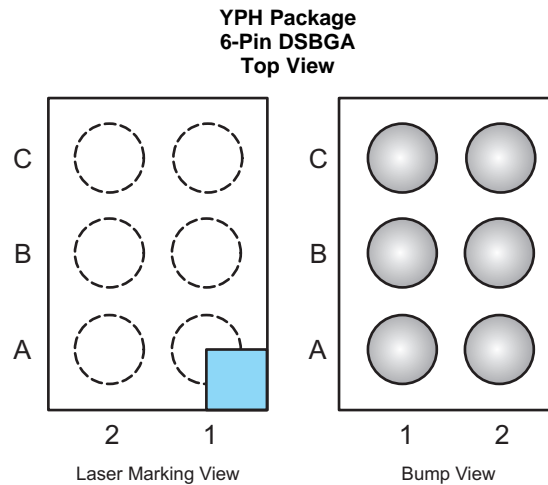 YPH Package
6-Pin DSBGA
Top View
C
B
A
2 1
Laser Marking View
C
B
A
1 2
Bump View